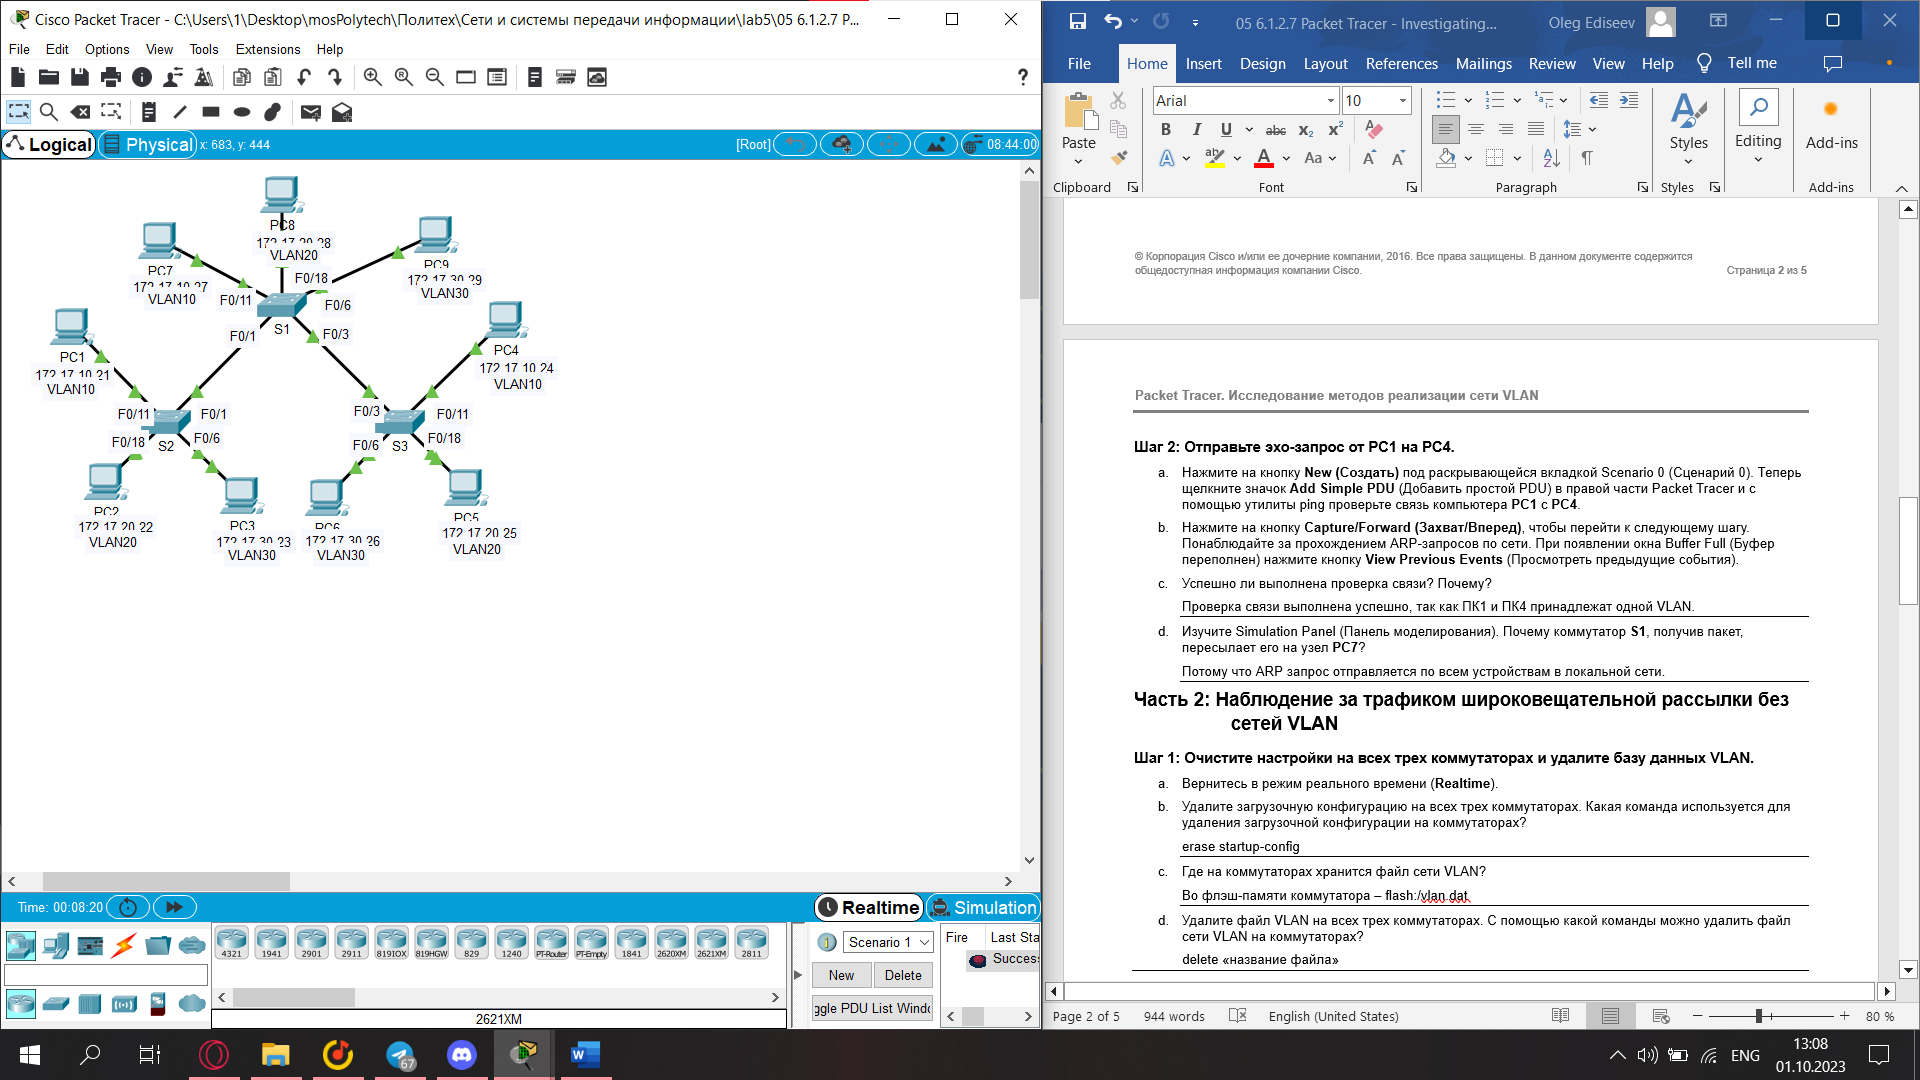 Cisco Packet Tracer - C:\Users\1\Desktop\mosPolytech\Политех\Сети и системы передачи информации\lab5\05 6.1.2.7 P...
File Edit Options View Tools Extensions Help
?
Logical
Physical
x: 683, y: 444
[Root]
08:44:00
PC8
172.17.20.28
VLAN20
PC7
172.17.10.27
VLAN10
PC9
172.17.30.29
VLAN30
F0/11
F0/18
F0/6
S1
F0/1
F0/3
PC1
172.17.10.21
VLAN10
PC4
172.17.10.24
VLAN10
F0/11
F0/1
F0/18
F0/6
S2
F0/3
F0/11
F0/6
F0/18
S3
PC2
172.17.20.22
VLAN20
PC3
172.17.30.23
VLAN30
PC6
172.17.30.26
VLAN30
PC5
172.17.20.25
VLAN20
Time: 00:08:20
Realtime
Simulation
4321 1941 2901 2911 819IOX 819HGW 829 1240 PT-Router PT-Empty 1841 2620XM 2621XM 2811
2621XM
Scenario 1
New
Delete
ggle PDU List Windo
Fire Last Sta
Succes
05 6.1.2.7 Packet Tracer - Investigating...
Oleg Ediseev
File Home Insert Design Layout References Mailings Review View Help Tell me
Paste
Clipboard
Arial
10
Font
Paragraph
Styles
Styles
Editing
Add-ins
Add-ins
© Корпорация Cisco и/или ее дочерние компании, 2016. Все права защищены. В данном документе содержится
общедоступная информация компании Cisco.
Страница 2 из 5
Packet Tracer. Исследование методов реализации сети VLAN
Шаг 2: Отправьте эхо-запрос от PC1 на PC4.
a. Нажмите на кнопку New (Создать) под раскрывающейся вкладкой Scenario 0 (Сценарий 0). Теперь
щелкните значок Add Simple PDU (Добавить простой PDU) в правой части Packet Tracer и с
помощью утилиты ping проверьте связь компьютера PC1 с PC4.
b. Нажмите на кнопку Capture/Forward (Захват/Вперед), чтобы перейти к следующему шагу.
Понаблюдайте за прохождением ARP-запросов по сети. При появлении окна Buffer Full (Буфер
переполнен) нажмите кнопку View Previous Events (Просмотреть предыдущие события).
c. Успешно ли выполнена проверка связи? Почему?
Проверка связи выполнена успешно, так как ПК1 и ПК4 принадлежат одной VLAN.
d. Изучите Simulation Panel (Панель моделирования). Почему коммутатор S1, получив пакет,
пересылает его на узел PC7?
Потому что ARP запрос отправляется по всем устройствам в локальной сети.
Часть 2: Наблюдение за трафиком широковещательной рассылки без
сетей VLAN
Шаг 1: Очистите настройки на всех трех коммутаторах и удалите базу данных VLAN.
a. Вернитесь в режим реального времени (Realtime).
b. Удалите загрузочную конфигурацию на всех трех коммутаторах. Какая команда используется для
удаления загрузочной конфигурации на коммутаторах?
erase startup-config
c. Где на коммутаторах хранится файл сети VLAN?
Во флэш-памяти коммутатора – flash:/vlan.dat
d. Удалите файл VLAN на всех трех коммутаторах. С помощью какой команды можно удалить файл
сети VLAN на коммутаторах?
delete «название файла»
Page 2 of 5
944 words
English (United States)
80 %
67
ENG
13:08
01.10.2023